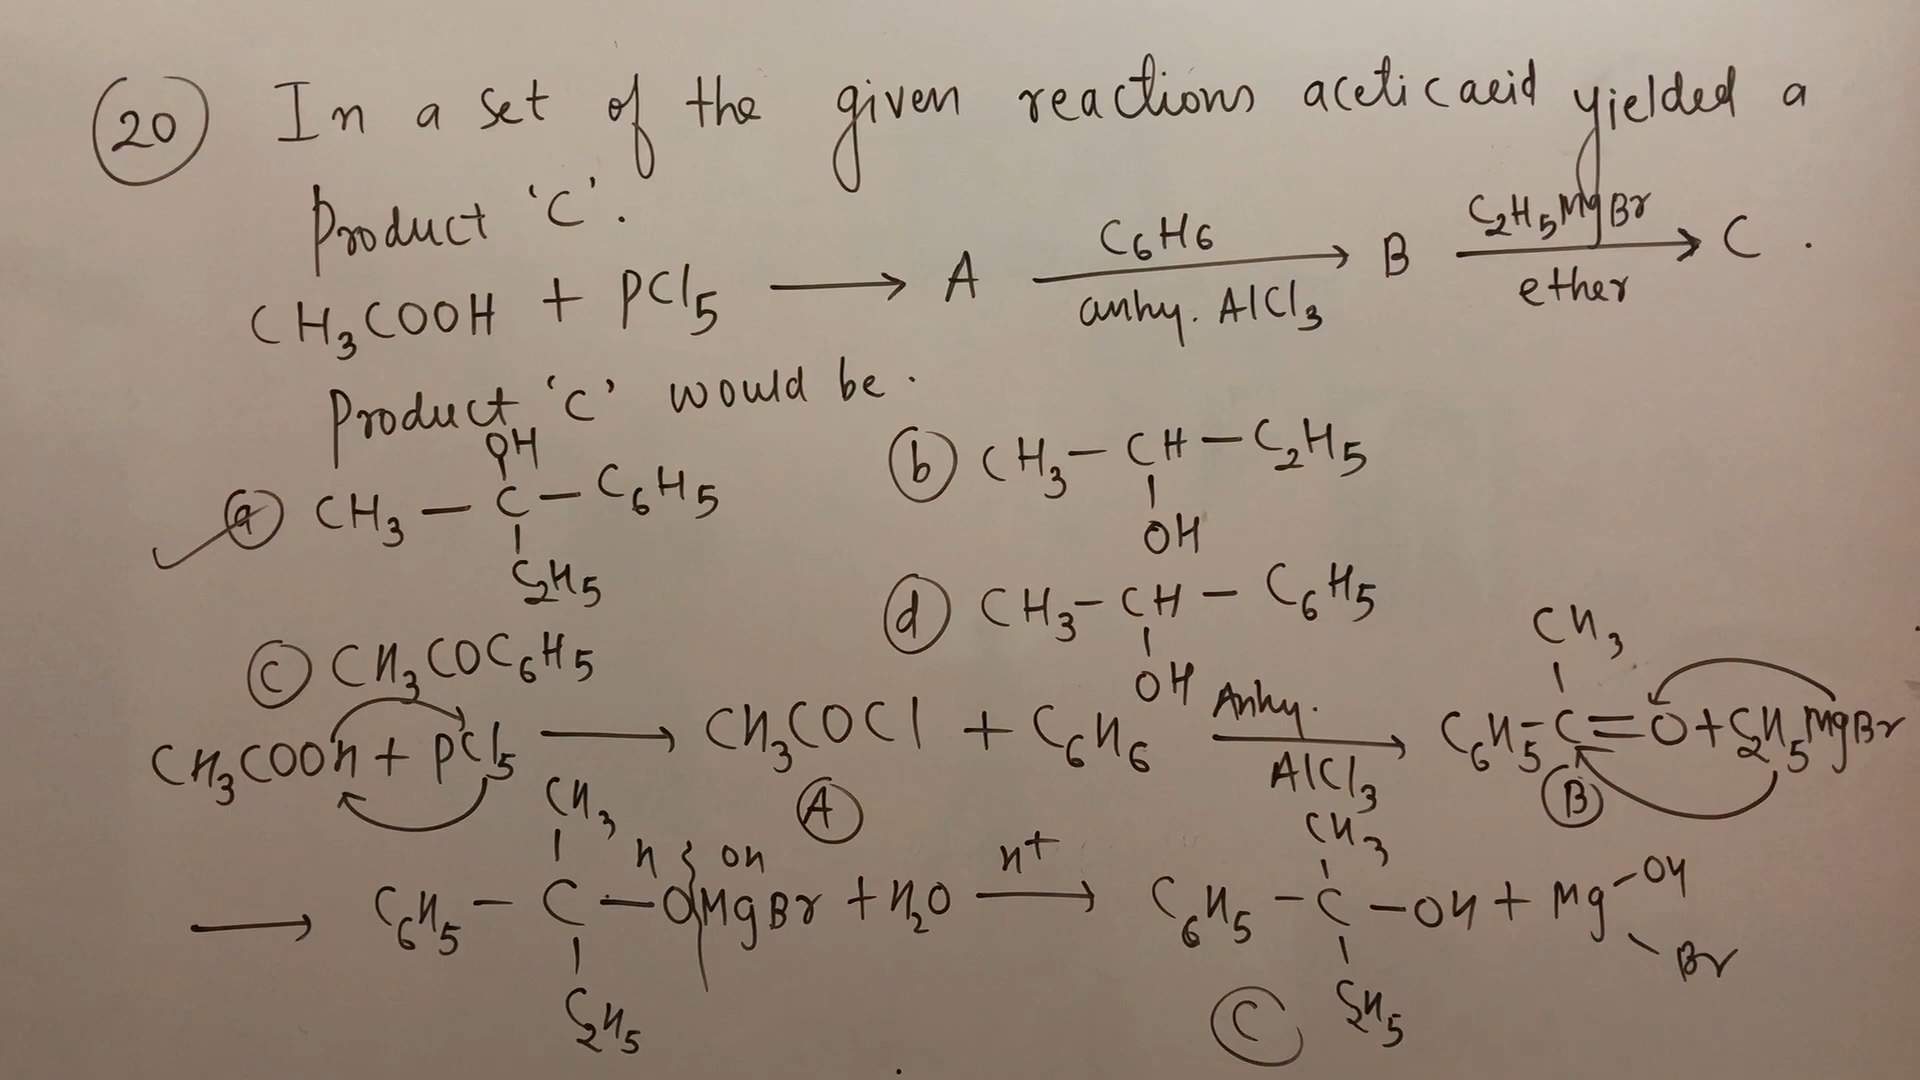 20 In a set of the given reactions acetic acid yielded a
Product 'C'.
CH3COOH + PCl5 ⟶ A C6H6 ⟶ anhy. AlCl3 B C2H5MgBr ⟶ ether C .
Product 'C' would be.
OH
a CH3 — C — C6H5
C2H5
b CH3 — CH — C2H5
OH
c CH3COC6H5
d CH3 — CH — C6H5
OH
CH3
CH3COOH + PCl5 ⟶ CH3COCl + C6H6 Anhy. ⟶ AlCl3 C6H5 – C = O + C2H5MgBr
A B
CH3 H OH CH3
⟶ C6H5 — C — OMgBr + H2O H+ ⟶ C6H5 — C — OH + Mg OH
Br
C2H5 C C2H5